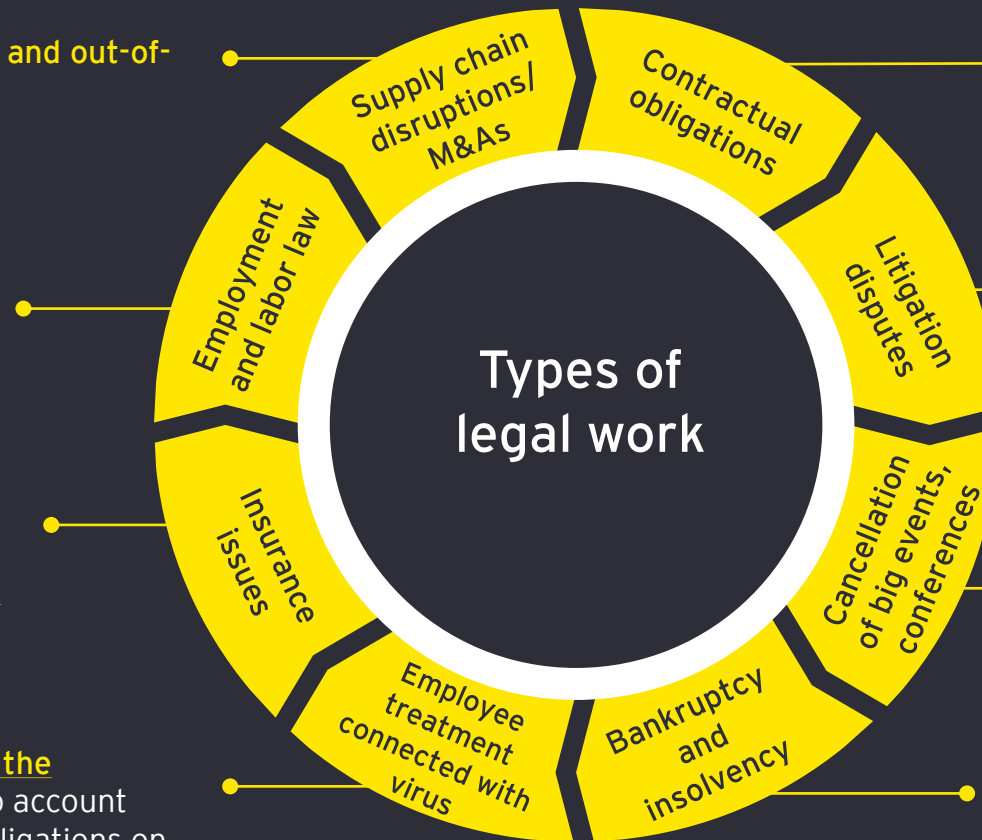 and out-of-
Supply chain
disruptions/
M&As
Contractual
obligations
Litigation
disputes
Cancellation
of big events,
conferences
Bankruptcy
and
insolvency
Employee
treatment
connected with
virus
Insurance
issues
Employment
and labor law
Types of
legal work
the
account
on